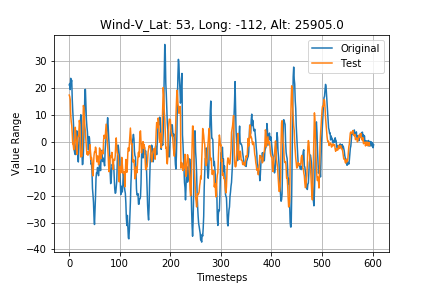 Wind-V_Lat: 53, Long: -112, Alt: 25905.0
Original
Test
Value Range
30
20
10
0
−10
−20
−30
−40
0 100 200 300 400 500 600
Timesteps